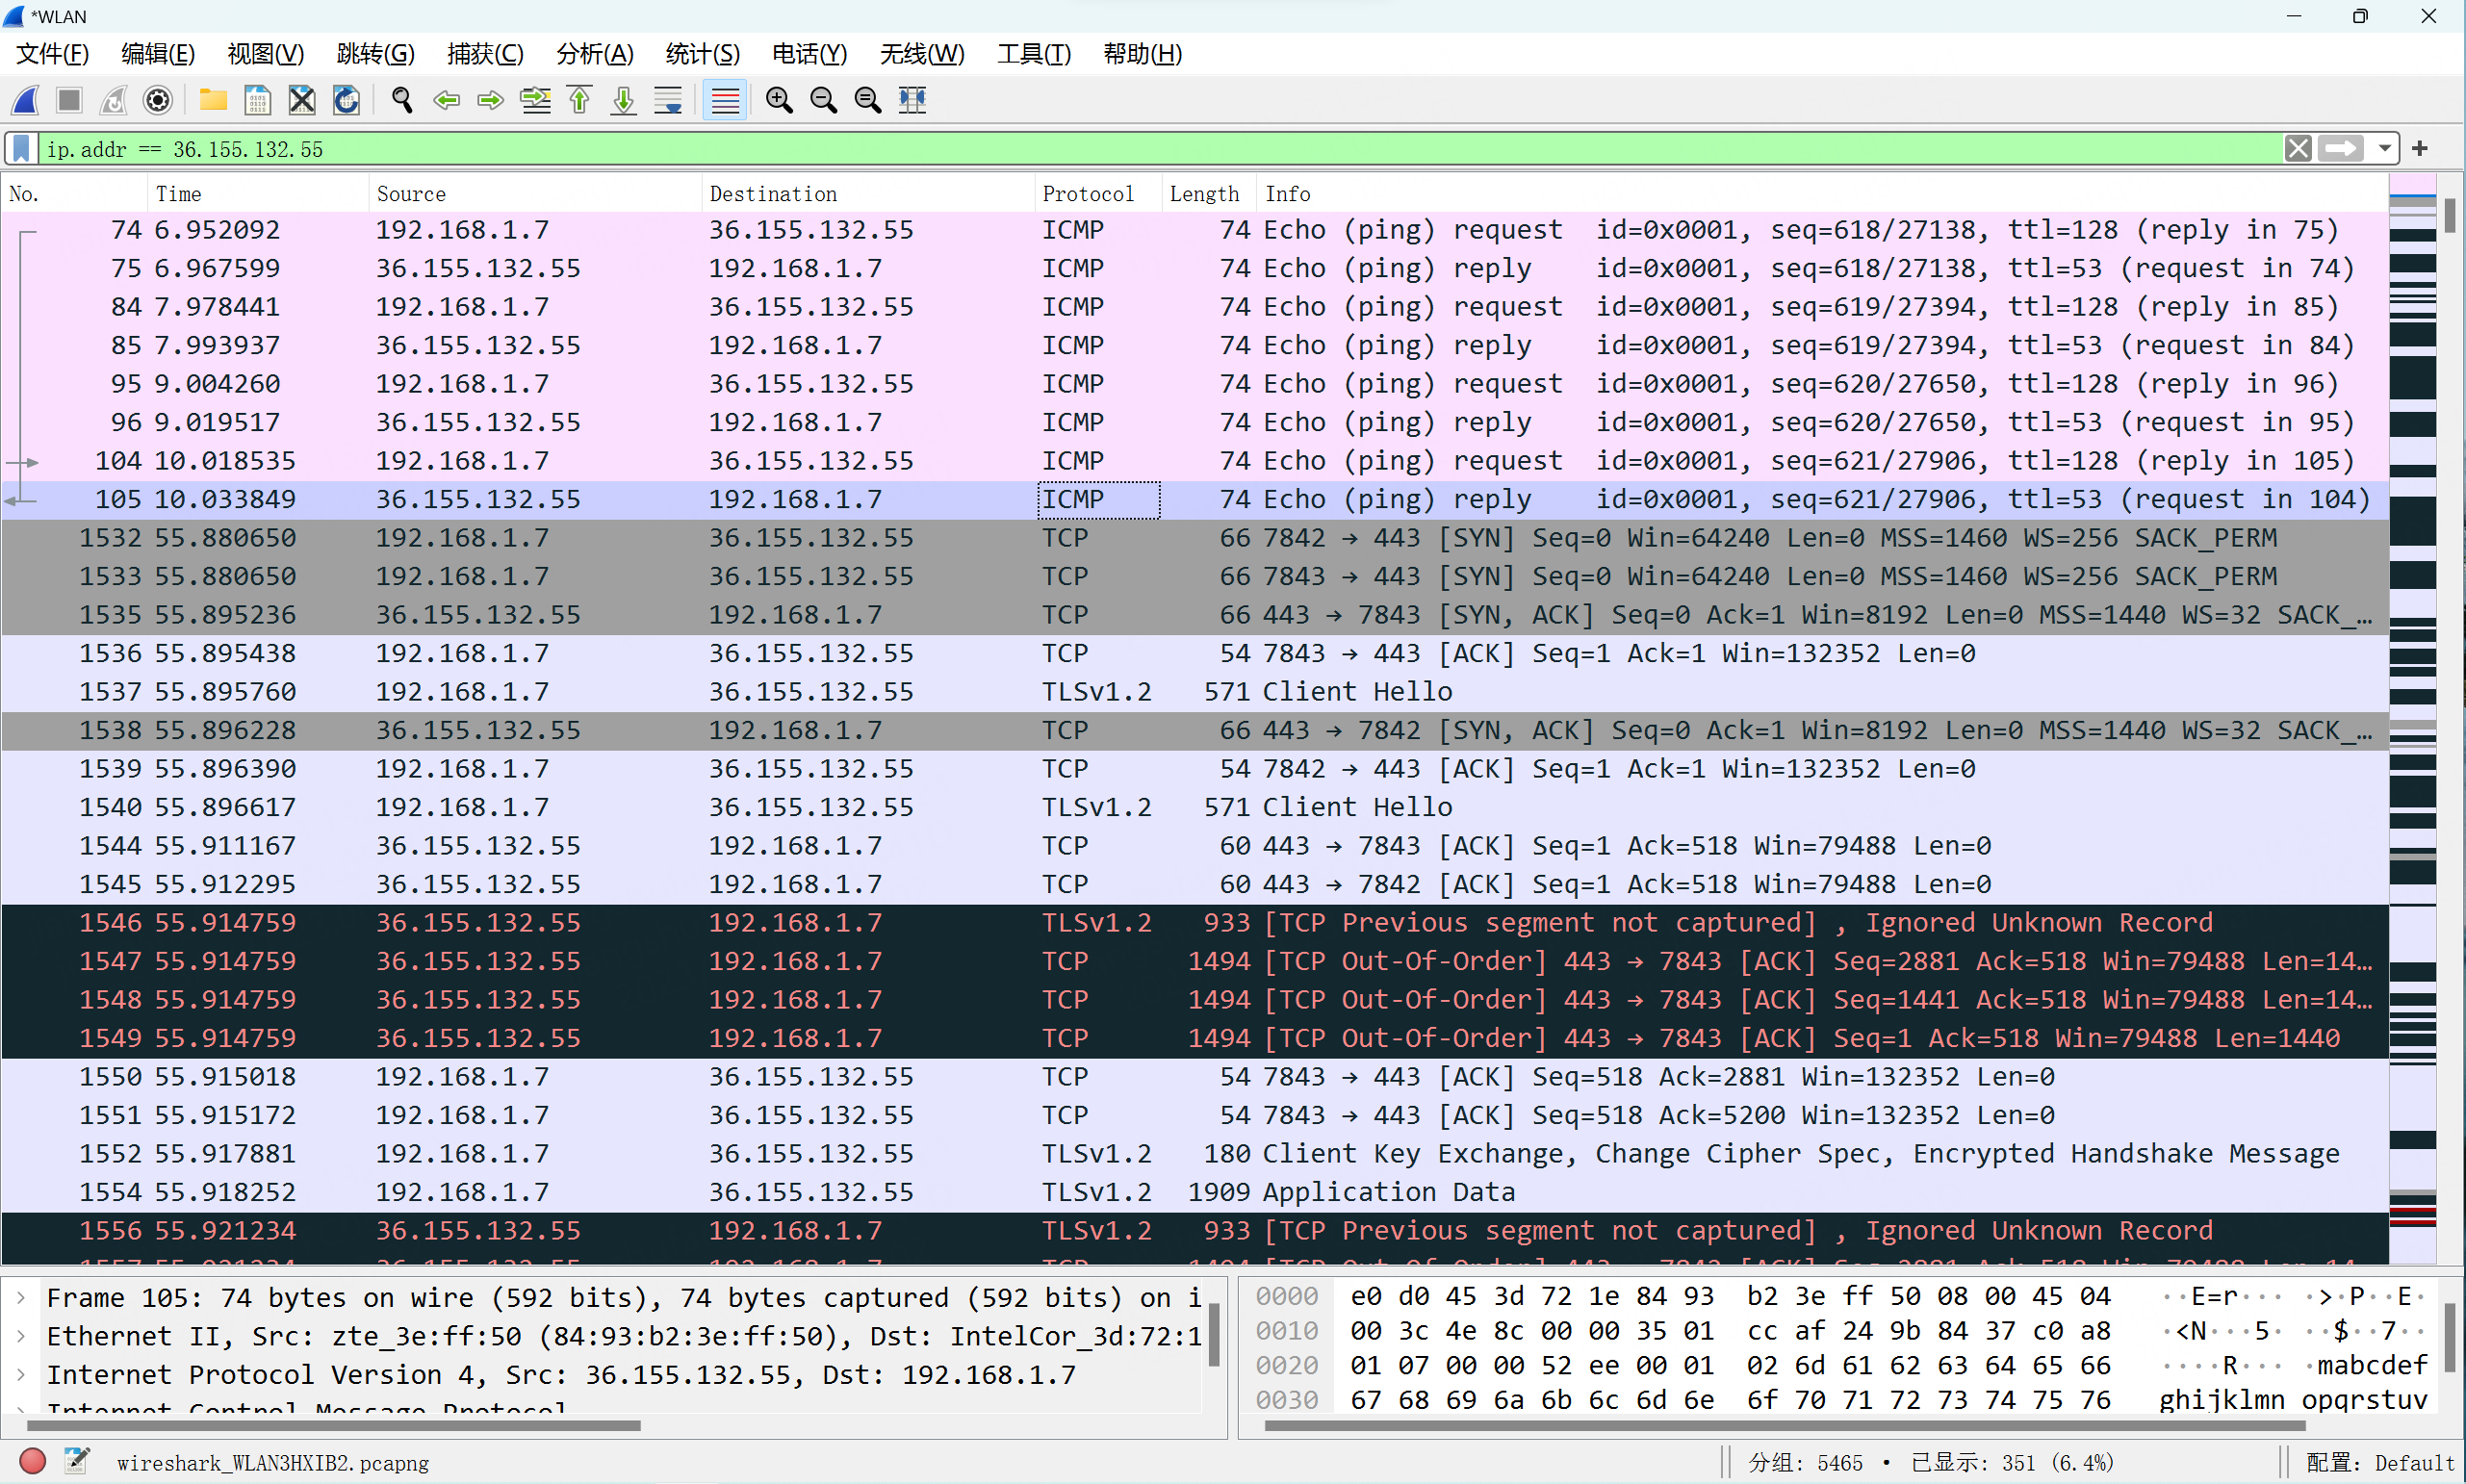 *WLAN
文件(F) 编辑(E) 视图(V) 跳转(G) 捕获(C) 分析(A) 统计(S) 电话(Y) 无线(W) 工具(T) 帮助(H)
ip.addr == 36.155.132.55
No. Time Source Destination Protocol Length Info
74 6.952092 192.168.1.7 36.155.132.55 ICMP 74 Echo (ping) request id=0x0001, seq=618/27138, ttl=128 (reply in 75)
75 6.967599 36.155.132.55 192.168.1.7 ICMP 74 Echo (ping) reply id=0x0001, seq=618/27138, ttl=53 (request in 74)
84 7.978441 192.168.1.7 36.155.132.55 ICMP 74 Echo (ping) request id=0x0001, seq=619/27394, ttl=128 (reply in 85)
85 7.993937 36.155.132.55 192.168.1.7 ICMP 74 Echo (ping) reply id=0x0001, seq=619/27394, ttl=53 (request in 84)
95 9.004260 192.168.1.7 36.155.132.55 ICMP 74 Echo (ping) request id=0x0001, seq=620/27650, ttl=128 (reply in 96)
96 9.019517 36.155.132.55 192.168.1.7 ICMP 74 Echo (ping) reply id=0x0001, seq=620/27650, ttl=53 (request in 95)
104 10.018535 192.168.1.7 36.155.132.55 ICMP 74 Echo (ping) request id=0x0001, seq=621/27906, ttl=128 (reply in 105)
105 10.033849 36.155.132.55 192.168.1.7 ICMP 74 Echo (ping) reply id=0x0001, seq=621/27906, ttl=53 (request in 104)
1532 55.880650 192.168.1.7 36.155.132.55 TCP 66 7842 → 443 [SYN] Seq=0 Win=64240 Len=0 MSS=1460 WS=256 SACK_PERM
1533 55.880650 192.168.1.7 36.155.132.55 TCP 66 7843 → 443 [SYN] Seq=0 Win=64240 Len=0 MSS=1460 WS=256 SACK_PERM
1535 55.895236 36.155.132.55 192.168.1.7 TCP 66 443 → 7843 [SYN, ACK] Seq=0 Ack=1 Win=8192 Len=0 MSS=1440 WS=32 SACK_…
1536 55.895438 192.168.1.7 36.155.132.55 TCP 54 7843 → 443 [ACK] Seq=1 Ack=1 Win=132352 Len=0
1537 55.895760 192.168.1.7 36.155.132.55 TLSv1.2 571 Client Hello
1538 55.896228 36.155.132.55 192.168.1.7 TCP 66 443 → 7842 [SYN, ACK] Seq=0 Ack=1 Win=8192 Len=0 MSS=1440 WS=32 SACK_…
1539 55.896390 192.168.1.7 36.155.132.55 TCP 54 7842 → 443 [ACK] Seq=1 Ack=1 Win=132352 Len=0
1540 55.896617 192.168.1.7 36.155.132.55 TLSv1.2 571 Client Hello
1544 55.911167 36.155.132.55 192.168.1.7 TCP 60 443 → 7843 [ACK] Seq=1 Ack=518 Win=79488 Len=0
1545 55.912295 36.155.132.55 192.168.1.7 TCP 60 443 → 7842 [ACK] Seq=1 Ack=518 Win=79488 Len=0
1546 55.914759 36.155.132.55 192.168.1.7 TLSv1.2 933 [TCP Previous segment not captured] , Ignored Unknown Record
1547 55.914759 36.155.132.55 192.168.1.7 TCP 1494 [TCP Out-Of-Order] 443 → 7843 [ACK] Seq=2881 Ack=518 Win=79488 Len=14…
1548 55.914759 36.155.132.55 192.168.1.7 TCP 1494 [TCP Out-Of-Order] 443 → 7843 [ACK] Seq=1441 Ack=518 Win=79488 Len=14…
1549 55.914759 36.155.132.55 192.168.1.7 TCP 1494 [TCP Out-Of-Order] 443 → 7843 [ACK] Seq=1 Ack=518 Win=79488 Len=1440
1550 55.915018 192.168.1.7 36.155.132.55 TCP 54 7843 → 443 [ACK] Seq=518 Ack=2881 Win=132352 Len=0
1551 55.915172 192.168.1.7 36.155.132.55 TCP 54 7843 → 443 [ACK] Seq=518 Ack=5200 Win=132352 Len=0
1552 55.917881 192.168.1.7 36.155.132.55 TLSv1.2 180 Client Key Exchange, Change Cipher Spec, Encrypted Handshake Message
1554 55.918252 192.168.1.7 36.155.132.55 TLSv1.2 1909 Application Data
1556 55.921234 36.155.132.55 192.168.1.7 TLSv1.2 933 [TCP Previous segment not captured] , Ignored Unknown Record
Frame 105: 74 bytes on wire (592 bits), 74 bytes captured (592 bits) on i
Ethernet II, Src: zte_3e:ff:50 (84:93:b2:3e:ff:50), Dst: IntelCor_3d:72:1
Internet Protocol Version 4, Src: 36.155.132.55, Dst: 192.168.1.7
Internet Control Message Protocol
0000 e0 d0 45 3d 72 1e 84 93 b2 3e ff 50 08 00 45 04 ··E=r··· ·>·P··E·
0010 00 3c 4e 8c 00 00 35 01 cc af 24 9b 84 37 c0 a8 ·<N···5· ··$··7··
0020 01 07 00 00 52 ee 00 01 02 6d 61 62 63 64 65 66 ····R··· ·mabcdef
0030 67 68 69 6a 6b 6c 6d 6e 6f 70 71 72 73 74 75 76 ghijklmn opqrstuv
wireshark_WLAN3HXIB2.pcapng 分组: 5465 · 已显示: 351 (6.4%) 配置: Default